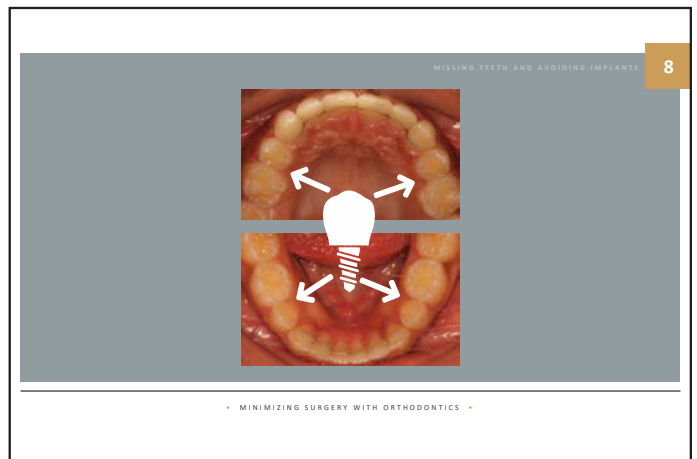 MISSING TEETH AND AVOIDING IMPLANTS
8
• MINIMIZING SURGERY WITH ORTHODONTICS •